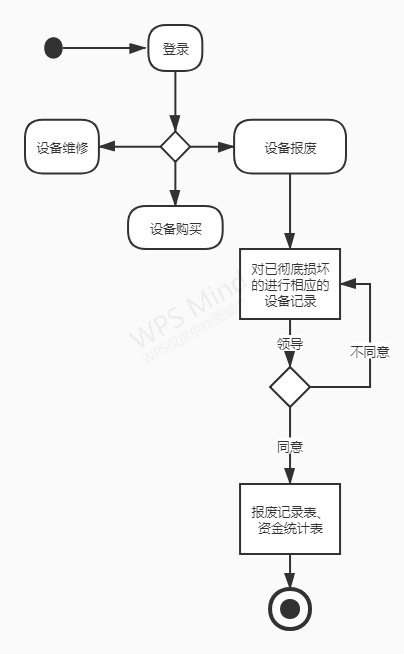 登录
设备维修
设备报废
设备购买
对已彻底损坏
的进行相应的
设备记录
领导
不同意
同意
报废记录表、
资金统计表
WPS Mind